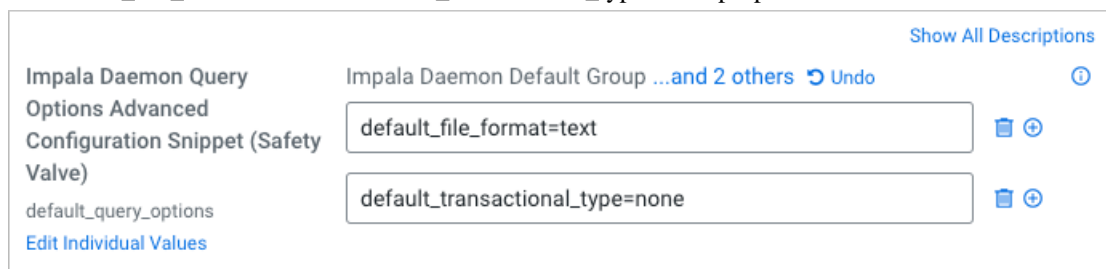 Show All Descriptions
Impala Daemon Query
Options Advanced
Configuration Snippet (Safety
Valve)
default_query_options
Edit Individual Values
Impala Daemon Default Group ...and 2 others Undo
default_file_format=text
default_transactional_type=none